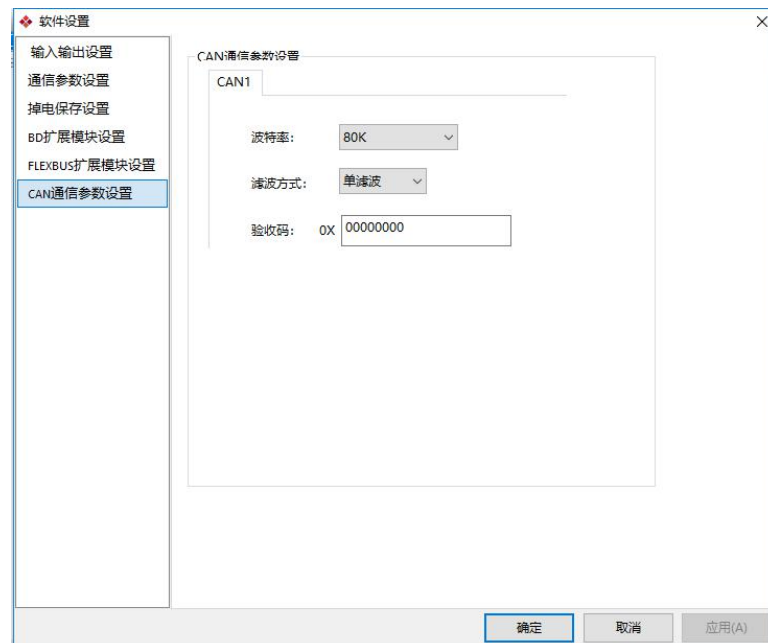 软件设置
输入输出设置
通信参数设置
掉电保存设置
BD扩展模块设置
FLEXBUS扩展模块设置
CAN通信参数设置
CAN通信参数设置
CAN1
波特率: 80K
滤波方式: 单滤波
验收码: 0X 00000000
确定 取消 应用(A)